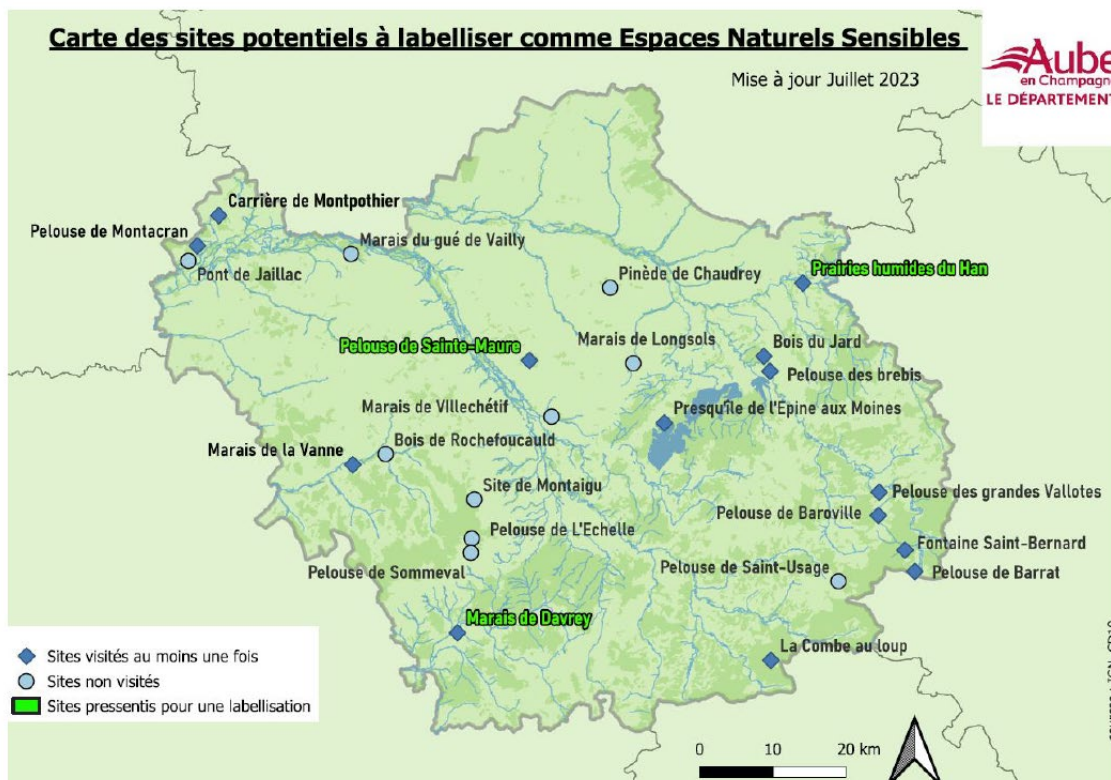 Carte des sites potentiels à labelliser comme Espaces Naturels Sensibles
Mise à jour Juillet 2023
Aube
en Champagne
LE DÉPARTEMENT
Carrière de Montpothier
Pelouse de Montacran
Marais du gué de Vailly
Pont de Jaillac
Pinède de Chaudrey
Prairies humides du Han
Pelouse de Sainte-Maure
Marais de Longsols
Bois du Jard
Pelouse des brebis
Marais de Villechétif
Presqu'île de l'Epine aux Moines
Bois de Rochefoucauld
Marais de la Vanne
Site de Montaigu
Pelouse des grandes Vallotes
Pelouse de Baroville
Pelouse de L'Echelle
Fontaine Saint-Bernard
Pelouse de Sommeval
Pelouse de Saint-Usage
Pelouse de Barrat
Marais de Davrey
La Combe au loup
Sites visités au moins une fois
Sites non visités
Sites pressentis pour une labellisation
0 10 20 km